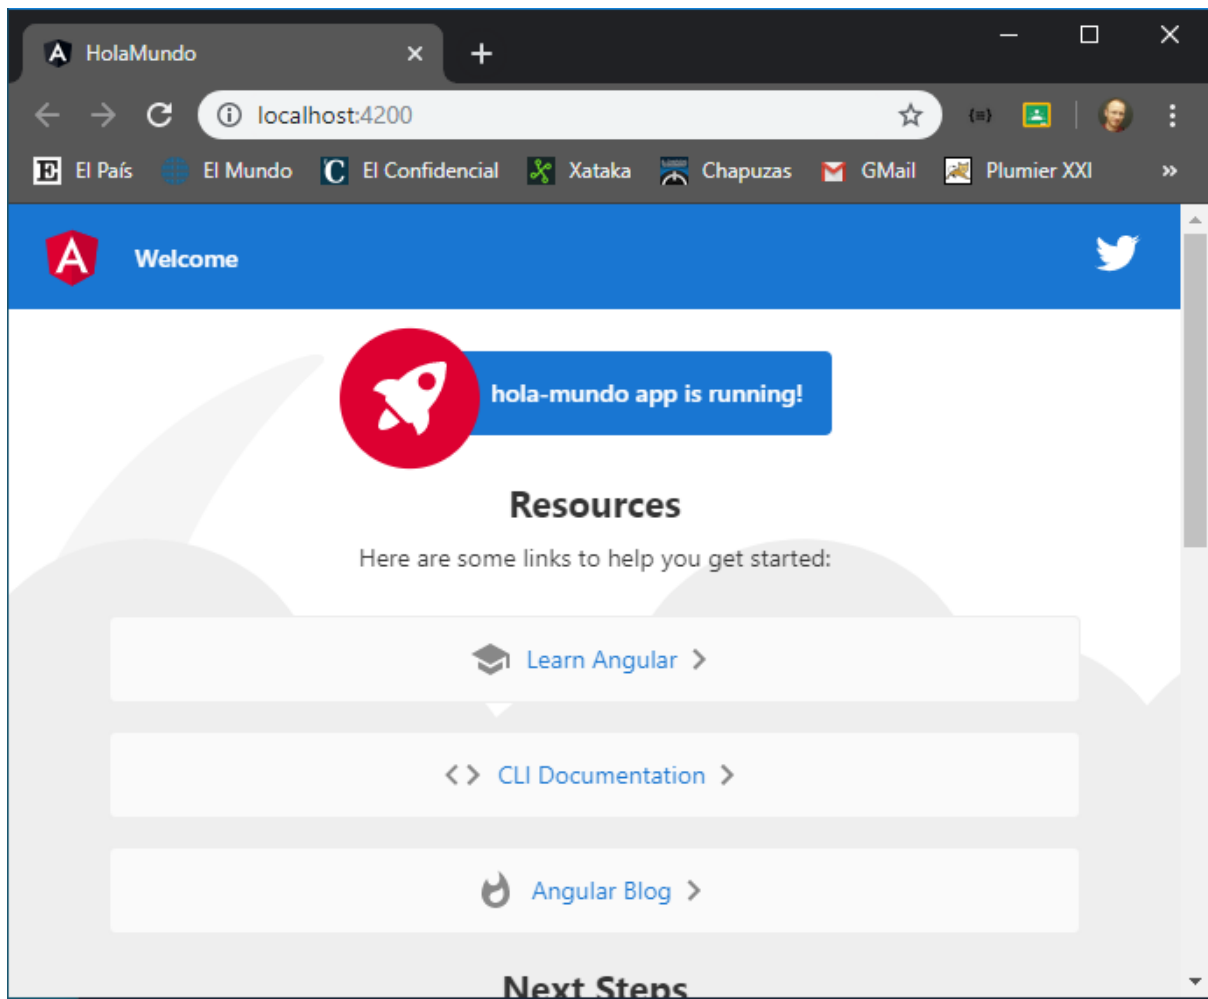 HolaMundo
localhost:4200
El País El Mundo El Confidencial Xataka Chapuzas GMail Plumier XXI »
Welcome
hola-mundo app is running!
Resources
Here are some links to help you get started:
Learn Angular
CLI Documentation
Angular Blog
Next Steps